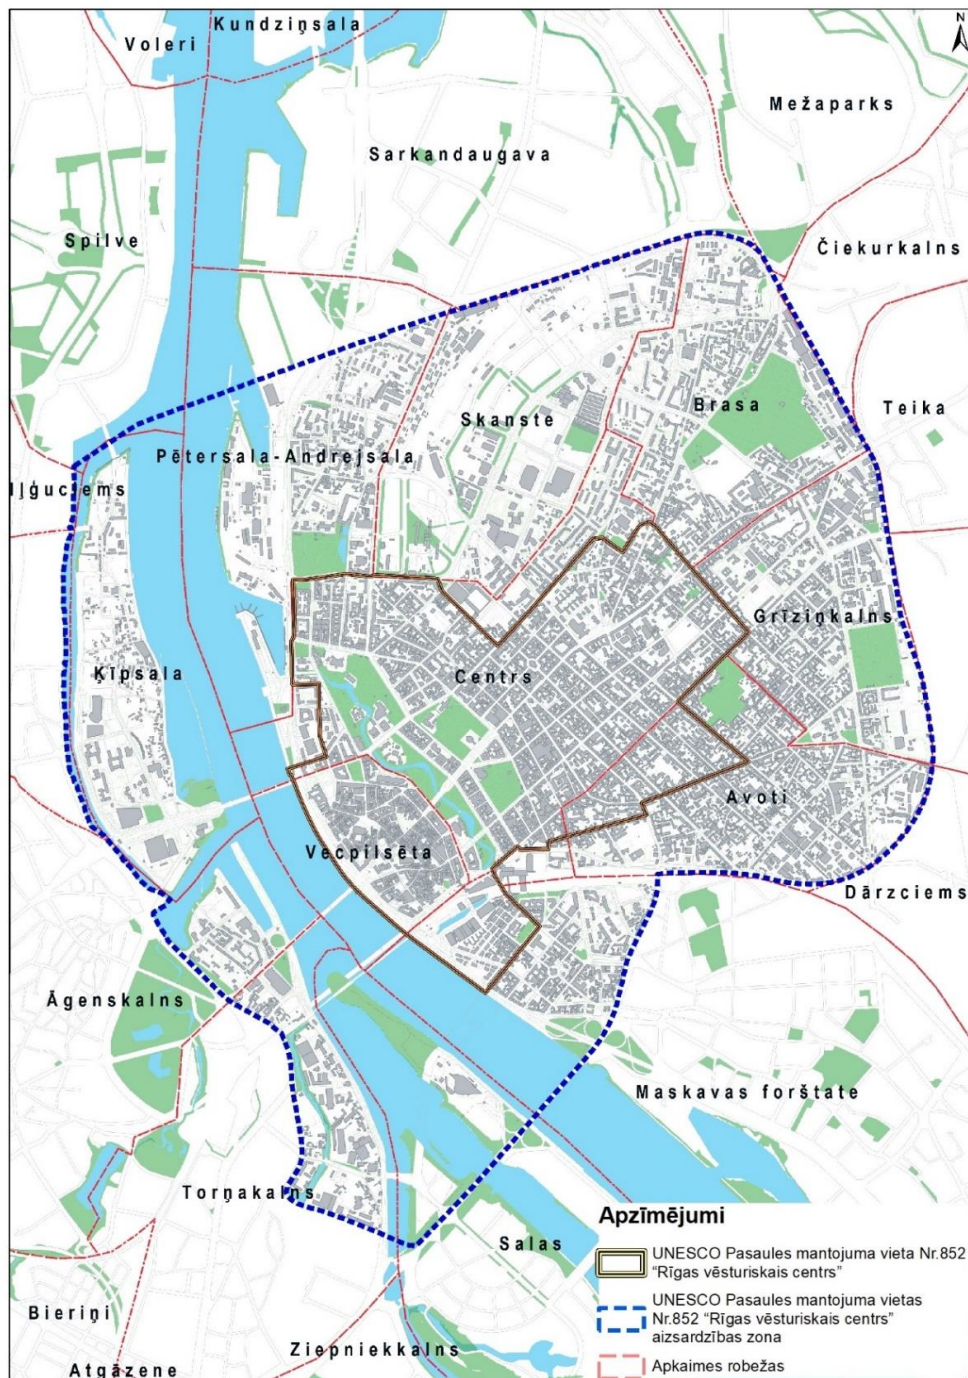 Kundziņsala
Voleri
N
Mežaparks
Sarkandaugava
Spilve
Čiekurkalns
Brasa
Teika
Skanste
Pētersala-Andrejsala
Iļģuciems
Grīziņkalns
Ķīpsala
Centrs
Avoti
Vecpilsēta
Dārzciems
Āgenskalns
Maskavas forštate
Torņakalns
Salas
Bieriņi
Ziepniekkalns
Atgāzene
Apzīmējumi
UNESCO Pasaules mantojuma vieta Nr.852
“Rīgas vēsturiskais centrs”
UNESCO Pasaules mantojuma vietas
Nr.852 “Rīgas vēsturiskais centrs”
aizsardzības zona
Apkaimes robežas